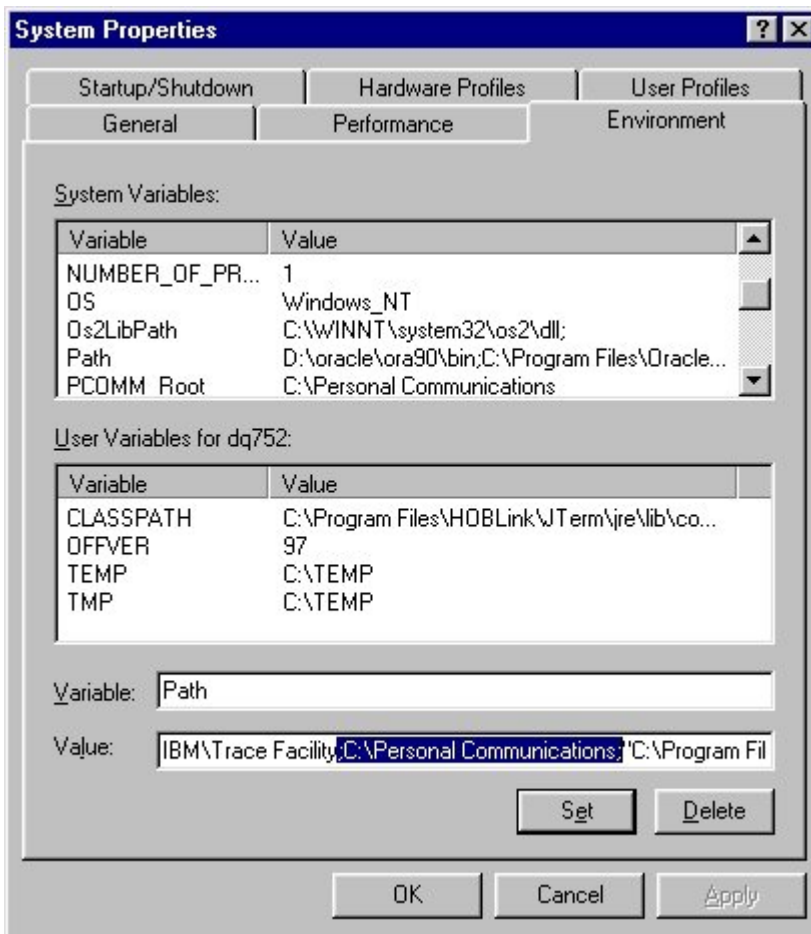 System Properties
Startup/Shutdown Hardware Profiles User Profiles
General Performance Environment
System Variables:
Variable Value
NUMBER_OF_PR... 1
OS Windows_NT
Os2LibPath C:\WINNT\system32\os2\dll;
Path D:\oracle\ora90\bin;C:\Program Files\Oracle...
PCOMM_Root C:\Personal Communications
User Variables for dq752:
Variable Value
CLASSPATH C:\Program Files\HOBLink\JTerm\jre\lib\co...
OFFVER 97
TEMP C:\TEMP
TMP C:\TEMP
Variable: Path
Value: IBM\Trace Facility;C:\Personal Communications;"C:\Program Fil
Set Delete
OK Cancel Apply